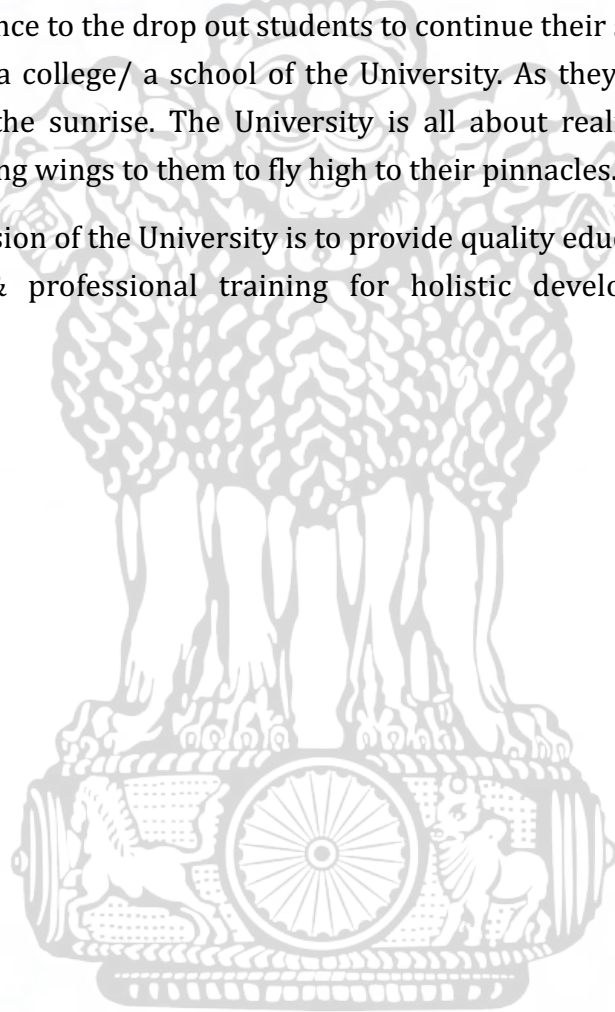 nce to the drop out students to continue their
a college/ a school of the University. As they
the sunrise. The University is all about real
ng wings to them to fly high to their pinnacles.
sion of the University is to provide quality edu
& professional training for holistic develo